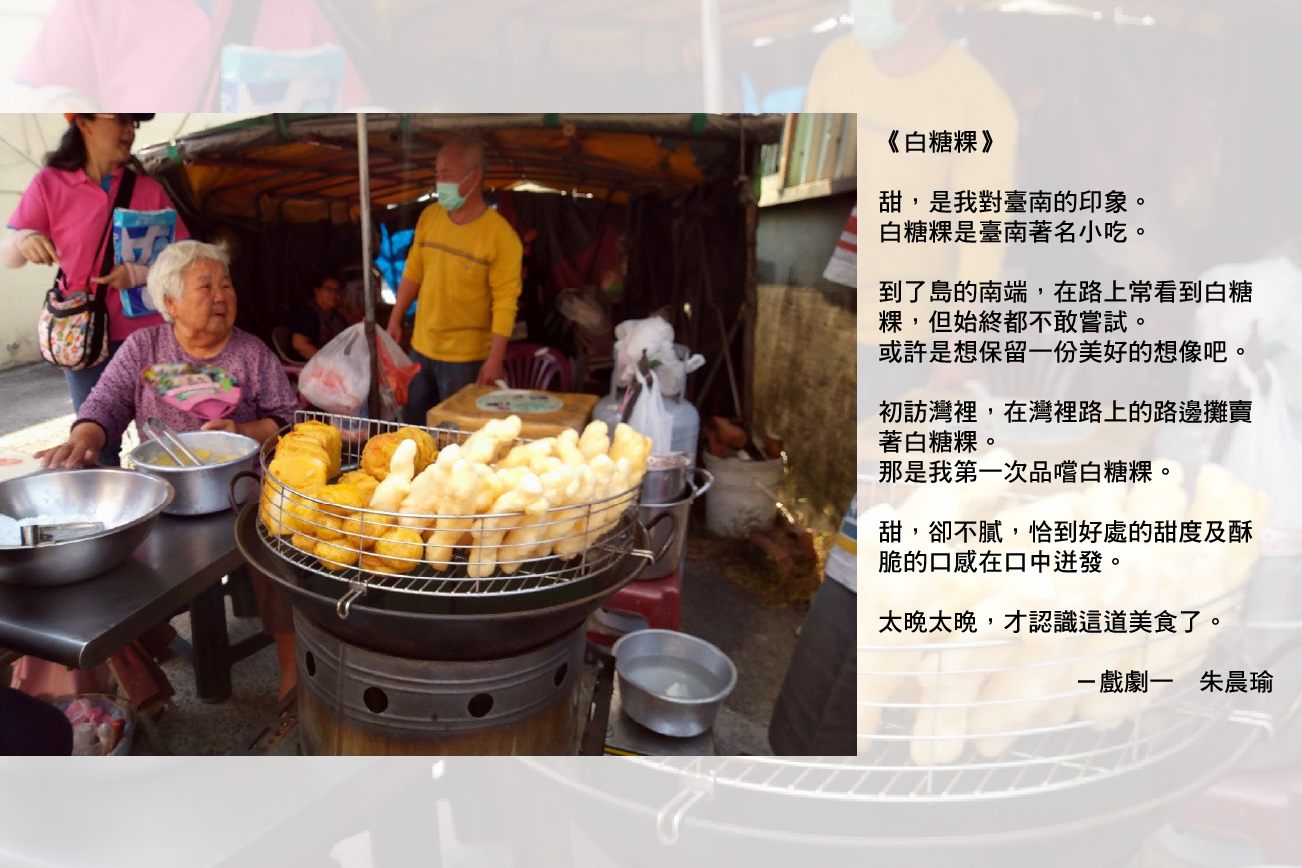 《白糖粿》
甜，是我對臺南的印象。
白糖粿是臺南著名小吃。
到了島的南端，在路上常看到白糖
粿，但始終都不敢嘗試。
或許是想保留一份美好的想像吧。
初訪灣裡，在灣裡路上的路邊攤賣
著白糖粿。
那是我第一次品嚐白糖粿。
甜，卻不膩，恰到好處的甜度及酥
脆的口感在口中迸發。
太晩太晩，才認識這道美食了。
－戲劇一　朱晨瑜